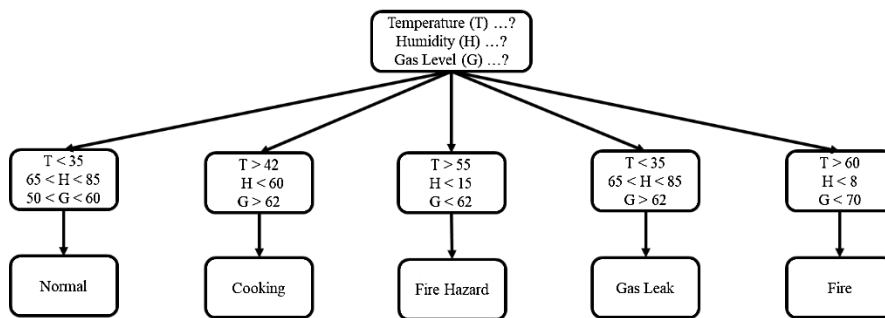 Temperature (T) ...?
Humidity (H) ...?
Gas Level (G) ...?
T < 35
65 < H < 85
50 < G < 60
T > 42
H < 60
G > 62
T > 55
H < 15
G < 62
T < 35
65 < H < 85
G > 62
T > 60
H < 8
G < 70
Normal
Cooking
Fire Hazard
Gas Leak
Fire